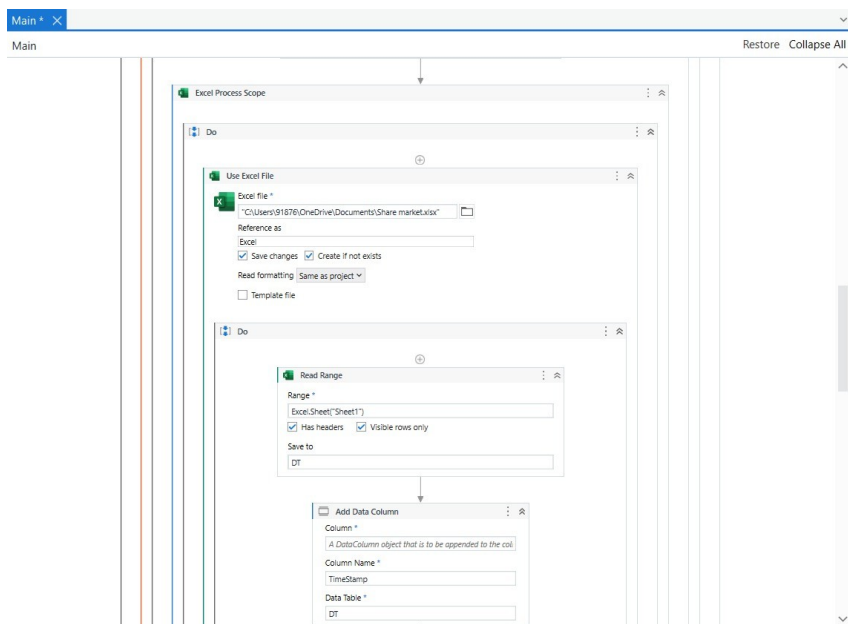 Main *
Main
Restore Collapse All
Excel Process Scope
Do
Use Excel File
Excel file *
"C:\Users\91876\OneDrive\Documents\Share market.xlsx"
Reference as
Excel
Save changes Create if not exists
Read formatting Same as project
Template file
Do
Read Range
Range *
Excel.Sheet("Sheet1")
Has headers Visible rows only
Save to
DT
Add Data Column
Column *
A DataColumn object that is to be appended to the col
Column Name *
TimeStamp
Data Table *
DT